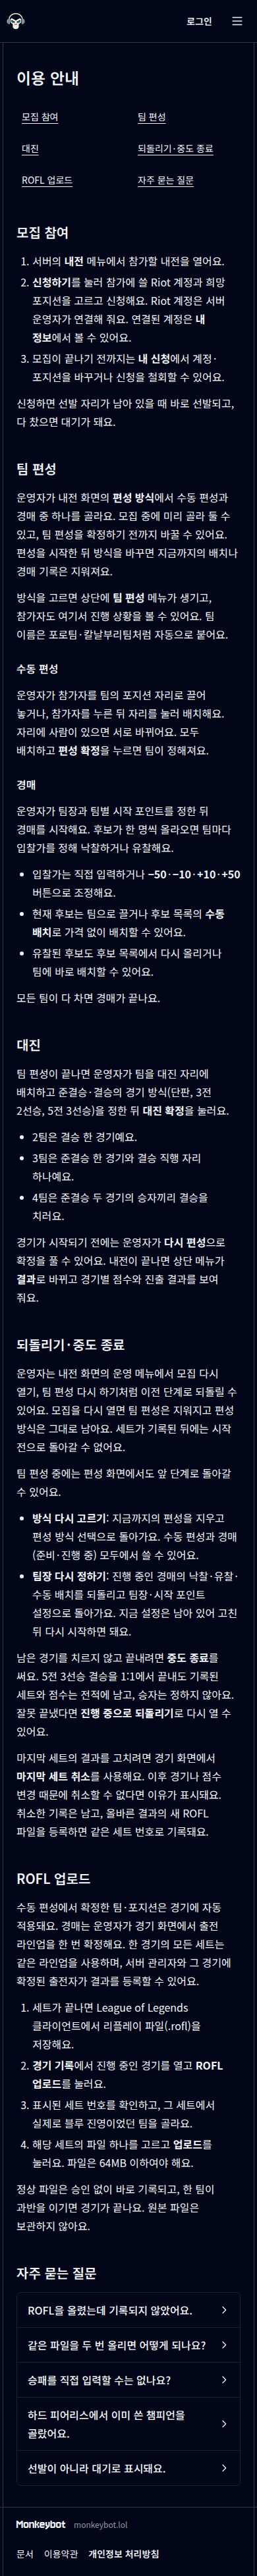 로그인
이용 안내
모집 참여
팀 편성
대진
되돌리기·중도 종료
ROFL 업로드
자주 묻는 질문
모집 참여
1. 서버의 내전 메뉴에서 참가할 내전을 열어요.
2. 신청하기를 눌러 참가에 쓸 Riot 계정과 희망
포지션을 고르고 신청해요. Riot 계정은 서버
운영자가 연결해 줘요. 연결된 계정은 내
정보에서 볼 수 있어요.
3. 모집이 끝나기 전까지는 내 신청에서 계정·
포지션을 바꾸거나 신청을 철회할 수 있어요.
신청하면 선발 자리가 남아 있을 때 바로 선발되고,
다 찼으면 대기가 돼요.
팀 편성
운영자가 내전 화면의 편성 방식에서 수동 편성과
경매 중 하나를 골라요. 모집 중에 미리 골라 둘 수
있고, 팀 편성을 확정하기 전까지 바꿀 수 있어요.
편성을 시작한 뒤 방식을 바꾸면 지금까지의 배치나
경매 기록은 지워져요.
방식을 고르면 상단에 팀 편성 메뉴가 생기고,
참가자도 여기서 진행 상황을 볼 수 있어요. 팀
이름은 포로팀·칼날부리팀처럼 자동으로 붙어요.
수동 편성
운영자가 참가자를 팀의 포지션 자리로 끌어
놓거나, 참가자를 누른 뒤 자리를 눌러 배치해요.
자리에 사람이 있으면 서로 바뀌어요. 모두
배치하고 편성 확정을 누르면 팀이 정해져요.
경매
운영자가 팀장과 팀별 시작 포인트를 정한 뒤
경매를 시작해요. 후보가 한 명씩 올라오면 팀마다
입찰가를 정해 낙찰하거나 유찰해요.
• 입찰가는 직접 입력하거나 −50·−10·+10·+50
버튼으로 조정해요.
• 현재 후보는 팀으로 끌거나 후보 목록의 수동
배치로 가격 없이 배치할 수 있어요.
• 유찰된 후보도 후보 목록에서 다시 올리거나
팀에 바로 배치할 수 있어요.
모든 팀이 다 차면 경매가 끝나요.
대진
팀 편성이 끝나면 운영자가 팀을 대진 자리에
배치하고 준결승·결승의 경기 방식(단판, 3전
2선승, 5전 3선승)을 정한 뒤 대진 확정을 눌러요.
• 2팀은 결승 한 경기예요.
• 3팀은 준결승 한 경기와 결승 직행 자리
하나예요.
• 4팀은 준결승 두 경기의 승자끼리 결승을
치러요.
경기가 시작되기 전에는 운영자가 다시 편성으로
확정을 풀 수 있어요. 내전이 끝나면 상단 메뉴가
결과로 바뀌고 경기별 점수와 진출 결과를 보여
줘요.
되돌리기·중도 종료
운영자는 내전 화면의 운영 메뉴에서 모집 다시
열기, 팀 편성 다시 하기처럼 이전 단계로 되돌릴 수
있어요. 모집을 다시 열면 팀 편성은 지워지고 편성
방식은 그대로 남아요. 세트가 기록된 뒤에는 시작
전으로 돌아갈 수 없어요.
팀 편성 중에는 편성 화면에서도 앞 단계로 돌아갈
수 있어요.
• 방식 다시 고르기: 지금까지의 편성을 지우고
편성 방식 선택으로 돌아가요. 수동 편성과 경매
(준비·진행 중) 모두에서 쓸 수 있어요.
• 팀장 다시 정하기: 진행 중인 경매의 낙찰·유찰·
수동 배치를 되돌리고 팀장·시작 포인트
설정으로 돌아가요. 지금 설정은 남아 있어 고친
뒤 다시 시작하면 돼요.
남은 경기를 치르지 않고 끝내려면 중도 종료를
써요. 5전 3선승 결승을 1:1에서 끝내도 기록된
세트와 점수는 전적에 남고, 승자는 정하지 않아요.
잘못 끝냈다면 진행 중으로 되돌리기로 다시 열 수
있어요.
마지막 세트의 결과를 고치려면 경기 화면에서
마지막 세트 취소를 사용해요. 이후 경기나 점수
변경 때문에 취소할 수 없다면 이유가 표시돼요.
취소한 기록은 남고, 올바른 결과의 새 ROFL
파일을 등록하면 같은 세트 번호로 기록돼요.
ROFL 업로드
수동 편성에서 확정한 팀·포지션은 경기에 자동
적용돼요. 경매는 운영자가 경기 화면에서 출전
라인업을 한 번 확정해요. 한 경기의 모든 세트는
같은 라인업을 사용하며, 서버 관리자와 그 경기에
확정된 출전자가 결과를 등록할 수 있어요.
1. 세트가 끝나면 League of Legends
클라이언트에서 리플레이 파일(.rofl)을
저장해요.
2. 경기 기록에서 진행 중인 경기를 열고 ROFL
업로드를 눌러요.
3. 표시된 세트 번호를 확인하고, 그 세트에서
실제로 블루 진영이었던 팀을 골라요.
4. 해당 세트의 파일 하나를 고르고 업로드를
눌러요. 파일은 64MB 이하여야 해요.
정상 파일은 승인 없이 바로 기록되고, 한 팀이
과반을 이기면 경기가 끝나요. 원본 파일은
보관하지 않아요.
자주 묻는 질문
ROFL을 올렸는데 기록되지 않았어요.
같은 파일을 두 번 올리면 어떻게 되나요?
승패를 직접 입력할 수는 없나요?
하드 피어리스에서 이미 쓴 챔피언을
골랐어요.
선발이 아니라 대기로 표시돼요.
Monkeybot monkeybot.lol
문서 이용약관 개인정보 처리방침